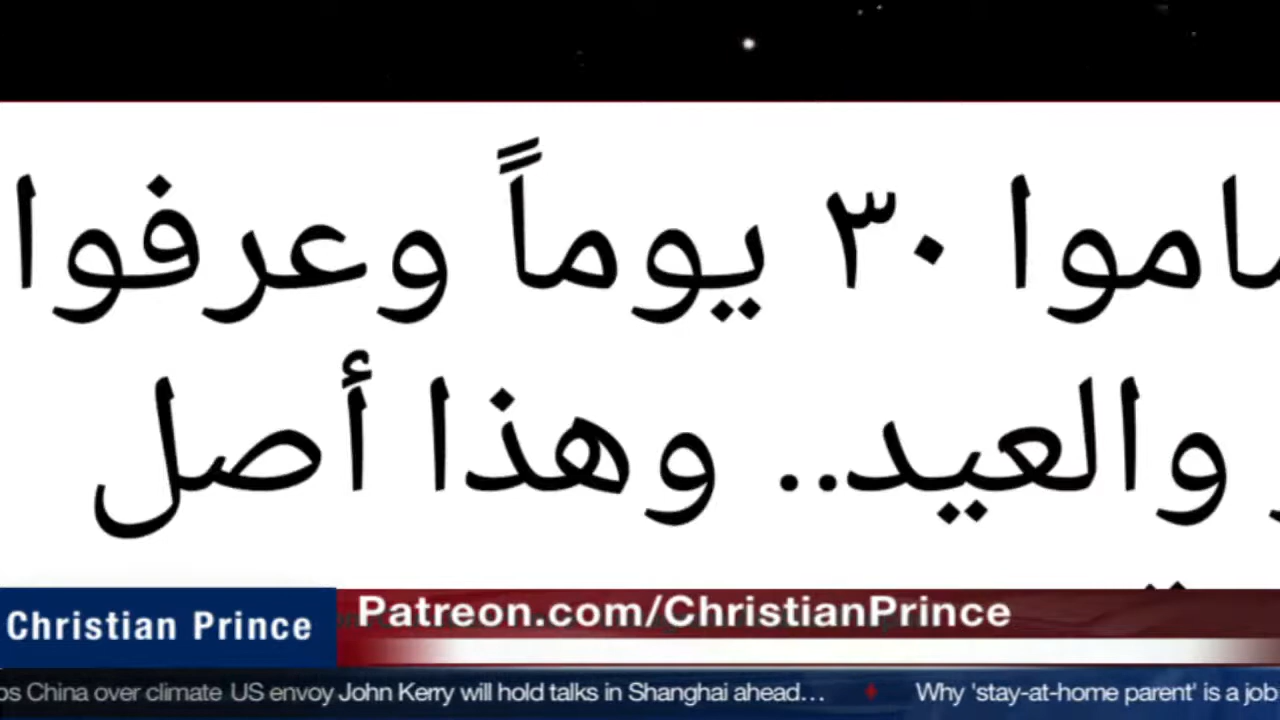 ـاموا ٣٠ يوماً وعرفوا
والعيد.. وهذا أصل
Patreon.com/ChristianPrince
Christian Prince
China over climate US envoy John Kerry will hold talks in Shanghai ahead… ♦ Why 'stay-at-home parent' is a job